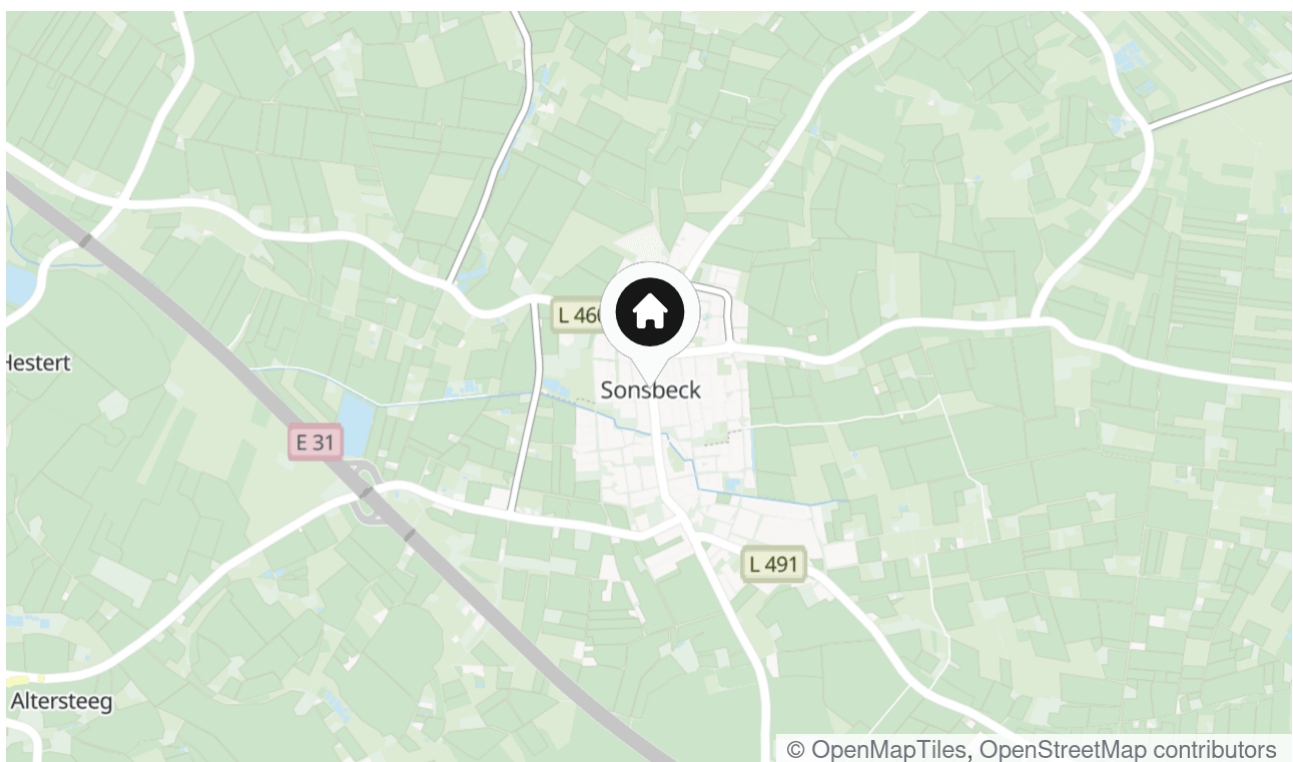 L 460
Hestert
Sonsbeck
E 31
L 491
Altersteeg
© OpenMapTiles, OpenStreetMap contributors